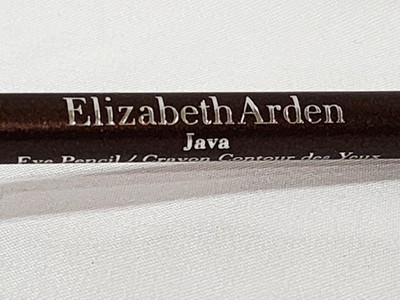 Elizabeth Arden
Java
Eye Pencil / Crayon Contour des Yeux